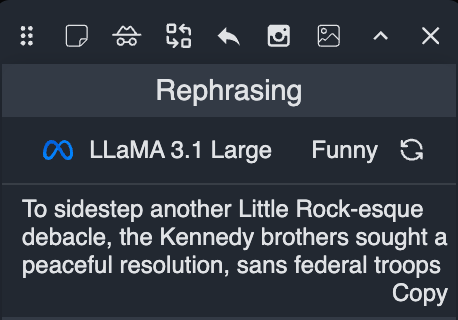 Rephrasing
LLaMA 3.1 Large Funny
To sidestep another Little Rock-esque
debacle, the Kennedy brothers sought a
peaceful resolution, sans federal troops
Copy